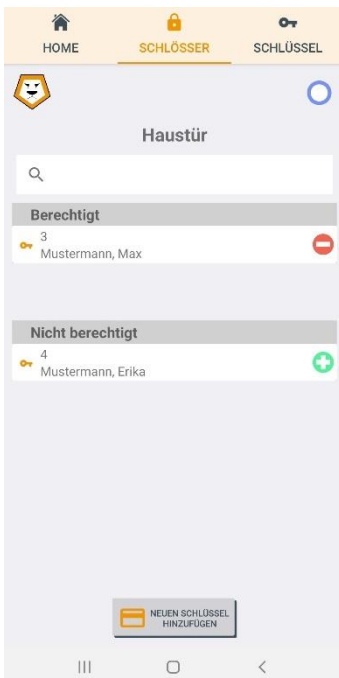 HOME
SCHLÖSSER
SCHLÜSSEL
Haustür
Berechtigt
3
Mustermann, Max
Nicht berechtigt
4
Mustermann, Erika
NEUEN SCHLÜSSEL
HINZUFÜGEN